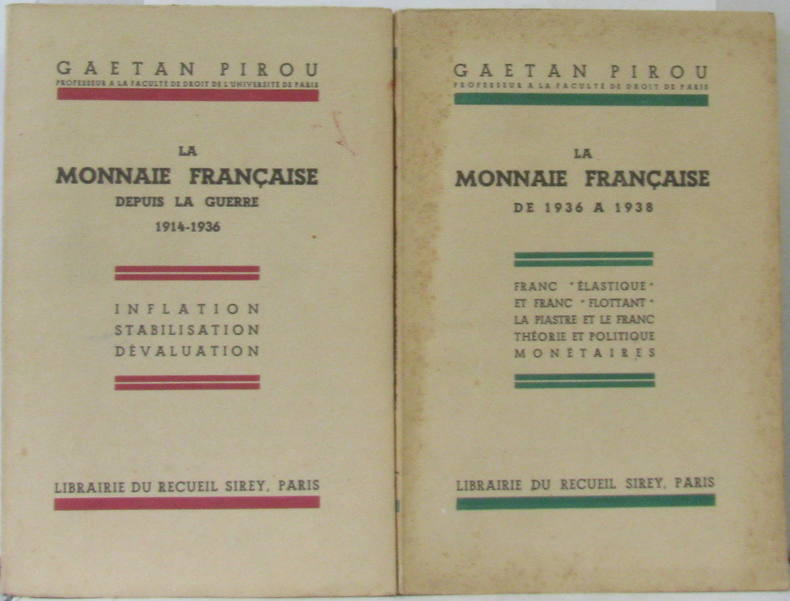 GAETAN PIROU
PROFESSEUR A LA FACULTÉ DE DROIT DE L'UNIVERSITÉ DE PARIS
LA
MONNAIE FRANÇAISE
DEPUIS LA GUERRE
1914-1936
INFLATION
STABILISATION
DÉVALUATION
LIBRAIRIE DU RECUEIL SIREY, PARIS
GAETAN PIROU
PROFESSEUR A LA FACULTÉ DE DROIT DE PARIS
LA
MONNAIE FRANÇAISE
DE 1936 A 1938
FRANC "ÉLASTIQUE"
ET FRANC "FLOTTANT"
LA PIASTRE ET LE FRANC
THÉORIE ET POLITIQUE
MONÉTAIRES
LIBRAIRIE DU RECUEIL SIREY, PARIS